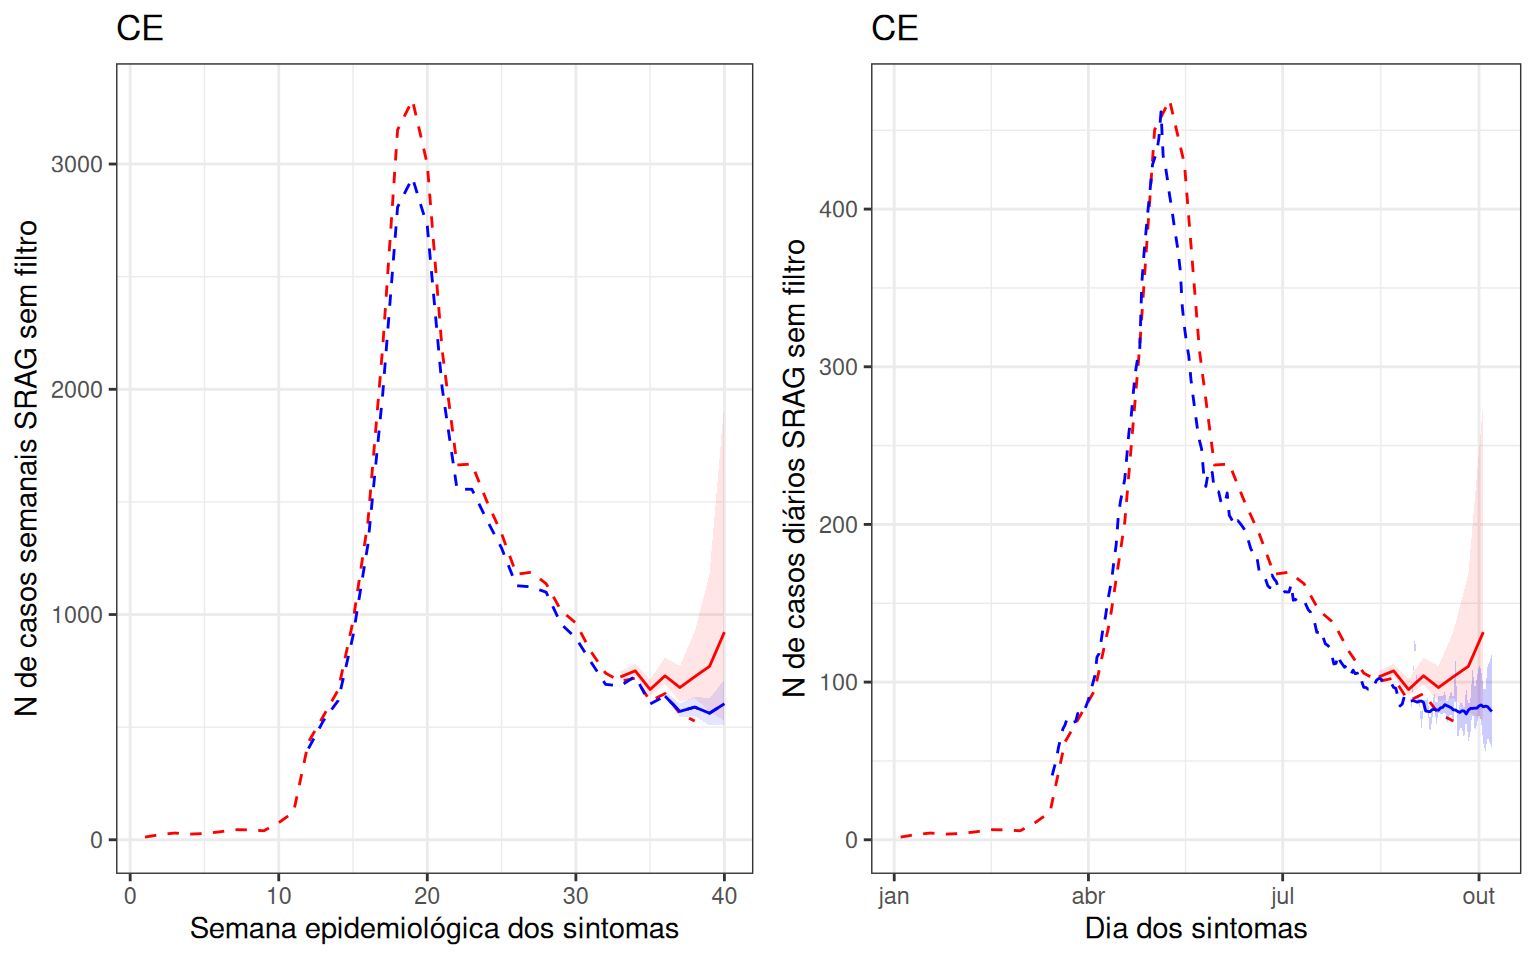 CE
N de casos semanais SRAG sem filtro
3000
2000
1000
0
0 10 20 30 40
Semana epidemiológica dos sintomas
CE
N de casos diários SRAG sem filtro
400
300
200
100
0
jan abr jul out
Dia dos sintomas